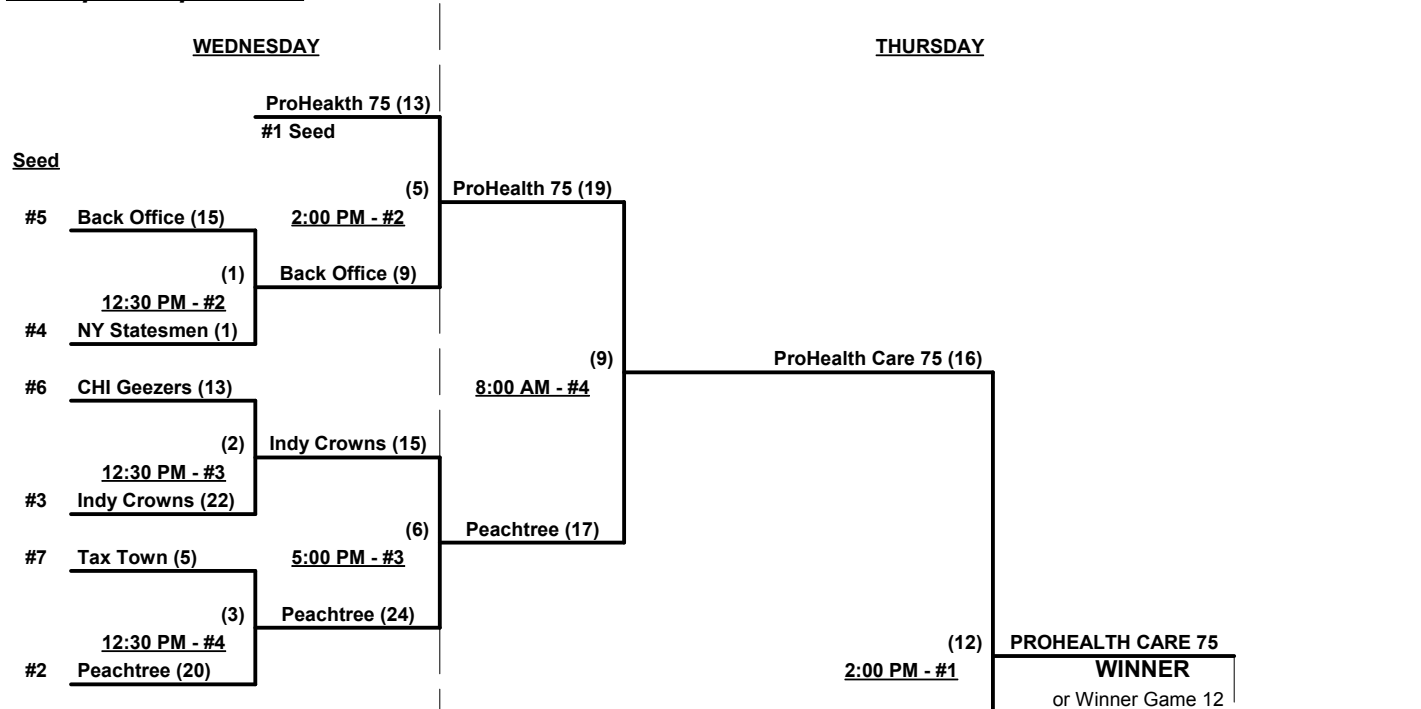 WEDNESDAY
THURSDAY
ProHeakth 75 (13)
#1 Seed
Seed
(5) ProHealth 75 (19)
#5 Back Office (15) 2:00 PM - #2
(1) Back Office (9)
12:30 PM - #2
#4 NY Statesmen (1)
(9) ProHealth Care 75 (16)
#6 CHI Geezers (13) 8:00 AM - #4
(2) Indy Crowns (15)
12:30 PM - #3
#3 Indy Crowns (22)
(6) Peachtree (17)
#7 Tax Town (5) 5:00 PM - #3
(3) Peachtree (24)
12:30 PM - #4 (12) PROHEALTH CARE 75
#2 Peachtree (20) 2:00 PM - #1 WINNER
or Winner Game 12